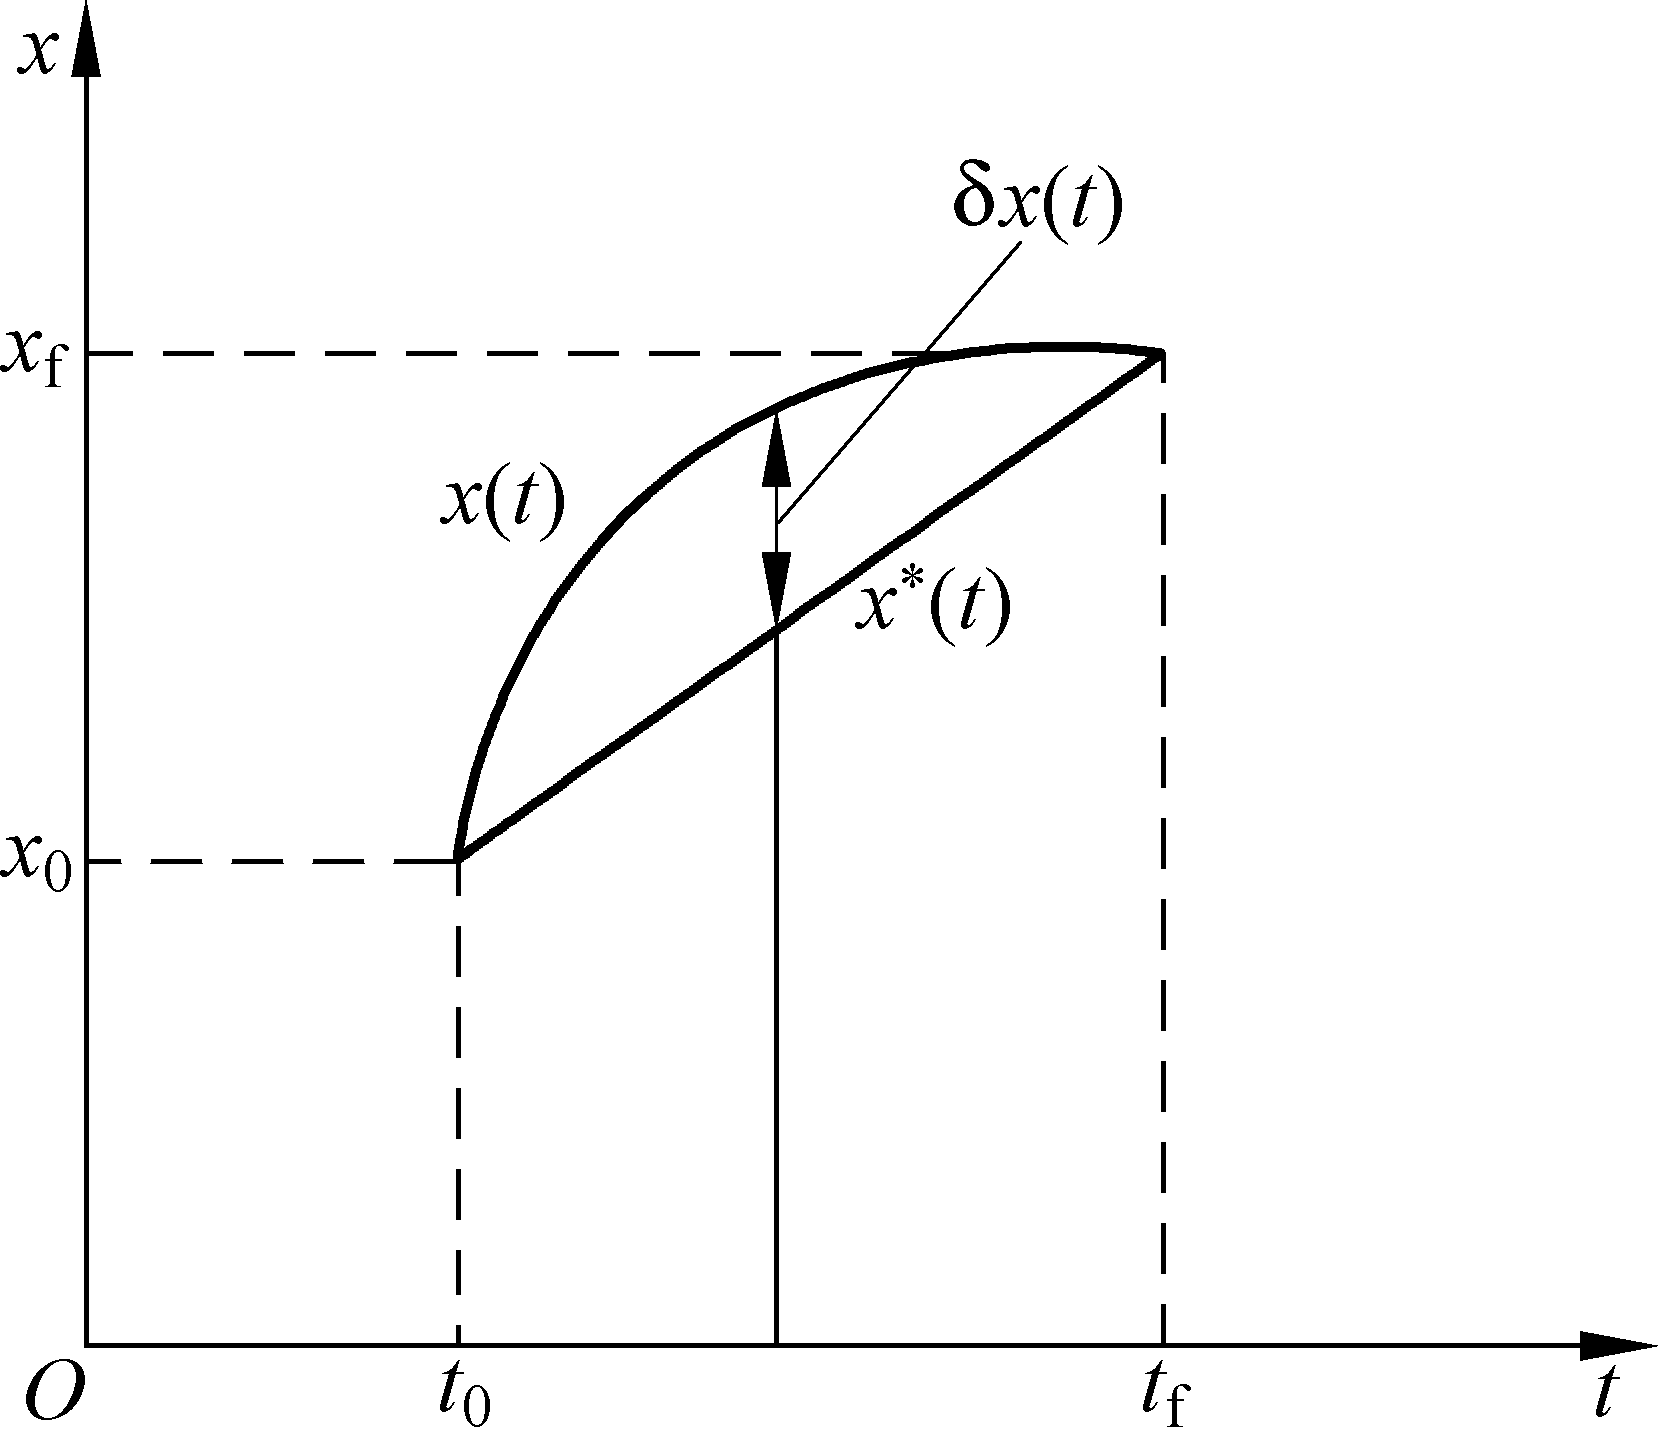 x
δx(t)
x_f
x(t)
x*(t)
x_0
O
t_0
t_f
t